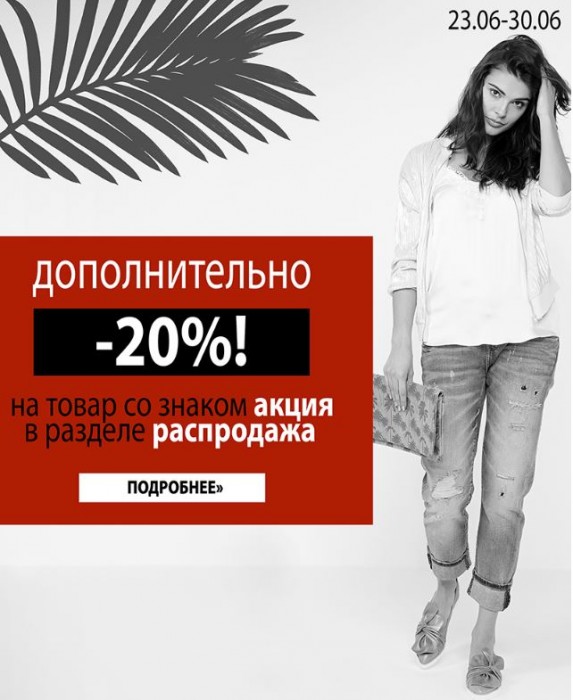 23.06-30.06
ДОПОЛНИТЕЛЬНО
-20%!
на товар со знаком акция
в разделе распродажа
ПОДРОБНЕЕ»